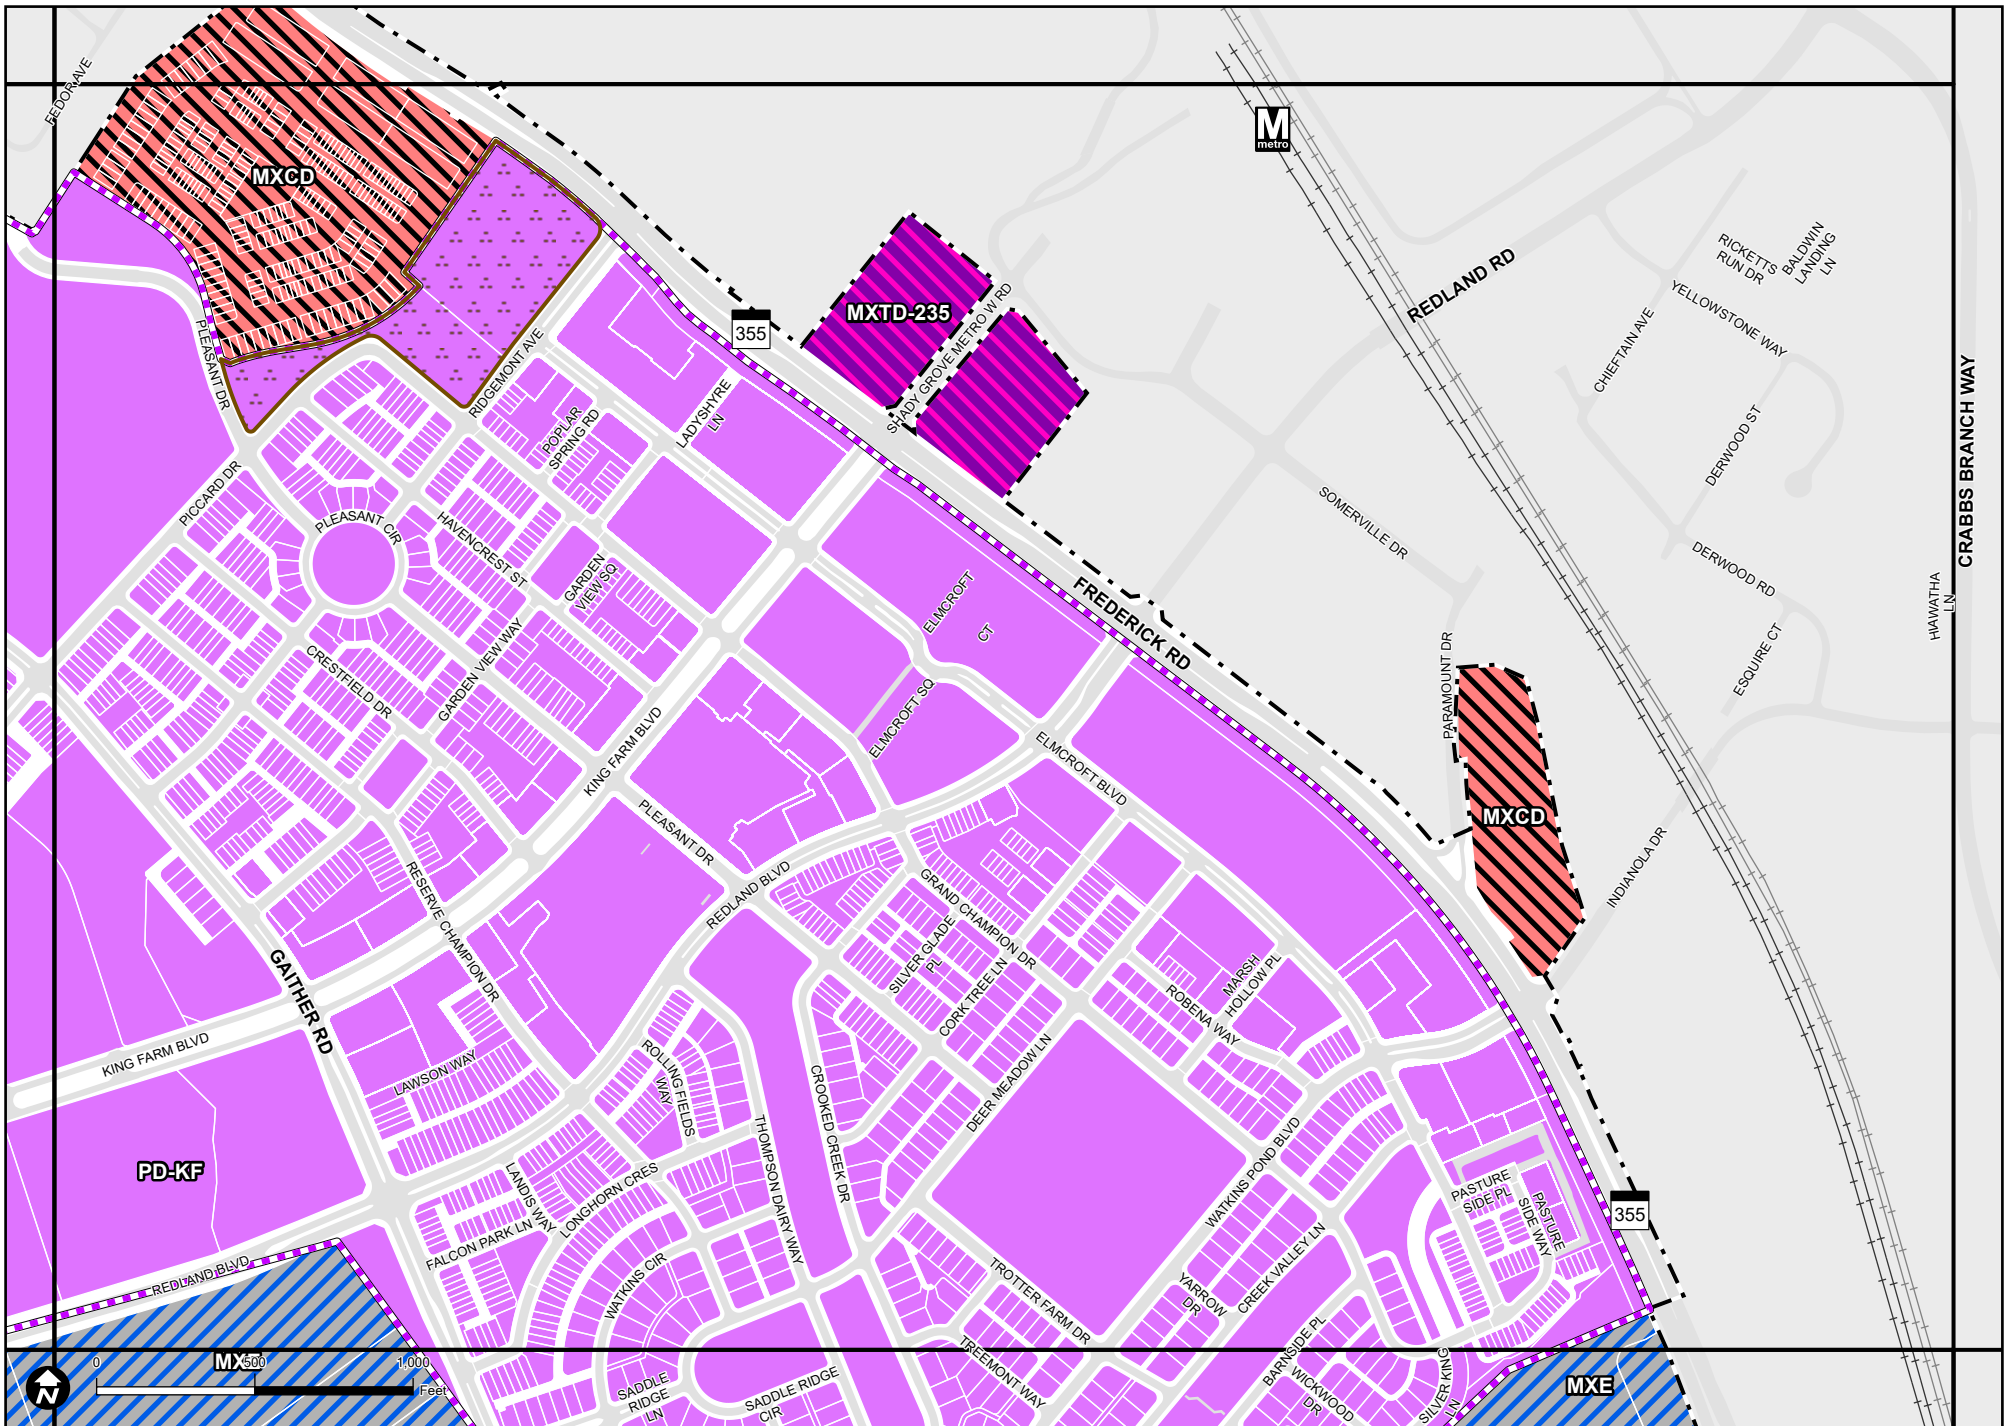 FEDOR AVE
MXCD
M
metro
355
MXTD-235
SHADY GROVE METRO W RD
REDLAND RD
RICKETTS
RUN DR
BALDWIN
LANDING
LN
YELLOWSTONE WAY
CHIEFTAIN AVE
DERWOOD ST
CRABBS BRANCH WAY
PLEASANT DR
RIDGEMONT AVE
POPLAR
SPRING RD
LADYSHYRE
LN
PICCARD DR
PLEASANT CIR
HAVENCREST ST
GARDEN
VIEW SQ
SOMERVILLE DR
DERWOOD RD
HIAWATHA
LN
ESQUIRE CT
ELMCROFT
CT
FREDERICK RD
CRESTFIELD DR
GARDEN VIEW WAY
ELMCROFT SQ
PARAMOUNT DR
KING FARM BLVD
ELMCROFT BLVD
MXCD
INDIANOLA DR
PLEASANT DR
REDLAND BLVD
RESERVE CHAMPION DR
GRAND CHAMPION DR
SILVER GLADE
PL
CORK TREE LN
MARSH
HOLLOW PL
ROBENA WAY
GAITHER RD
KING FARM BLVD
LAWSON WAY
ROLLING FIELDS
WAY
CROOKED CREEK DR
DEER MEADOW LN
THOMPSON DAIRY WAY
WATKINS POND BLVD
PD-KF
LANDIS WAY
LONGHORN CRES
FALCON PARK LN
PASTURE
SIDE PL
PASTURE
SIDE WAY
355
REDLAND BLVD
WATKINS CIR
TROTTER FARM DR
YARROW
DR
CREEK VALLEY LN
BARNSIDE PL
TREEMONT WAY
WICKWOOD
DR
SILVER KING
LN
SADDLE
RIDGE
LN
SADDLE RIDGE
CIR
MXE
MXE
0 500 1,000
Feet
N